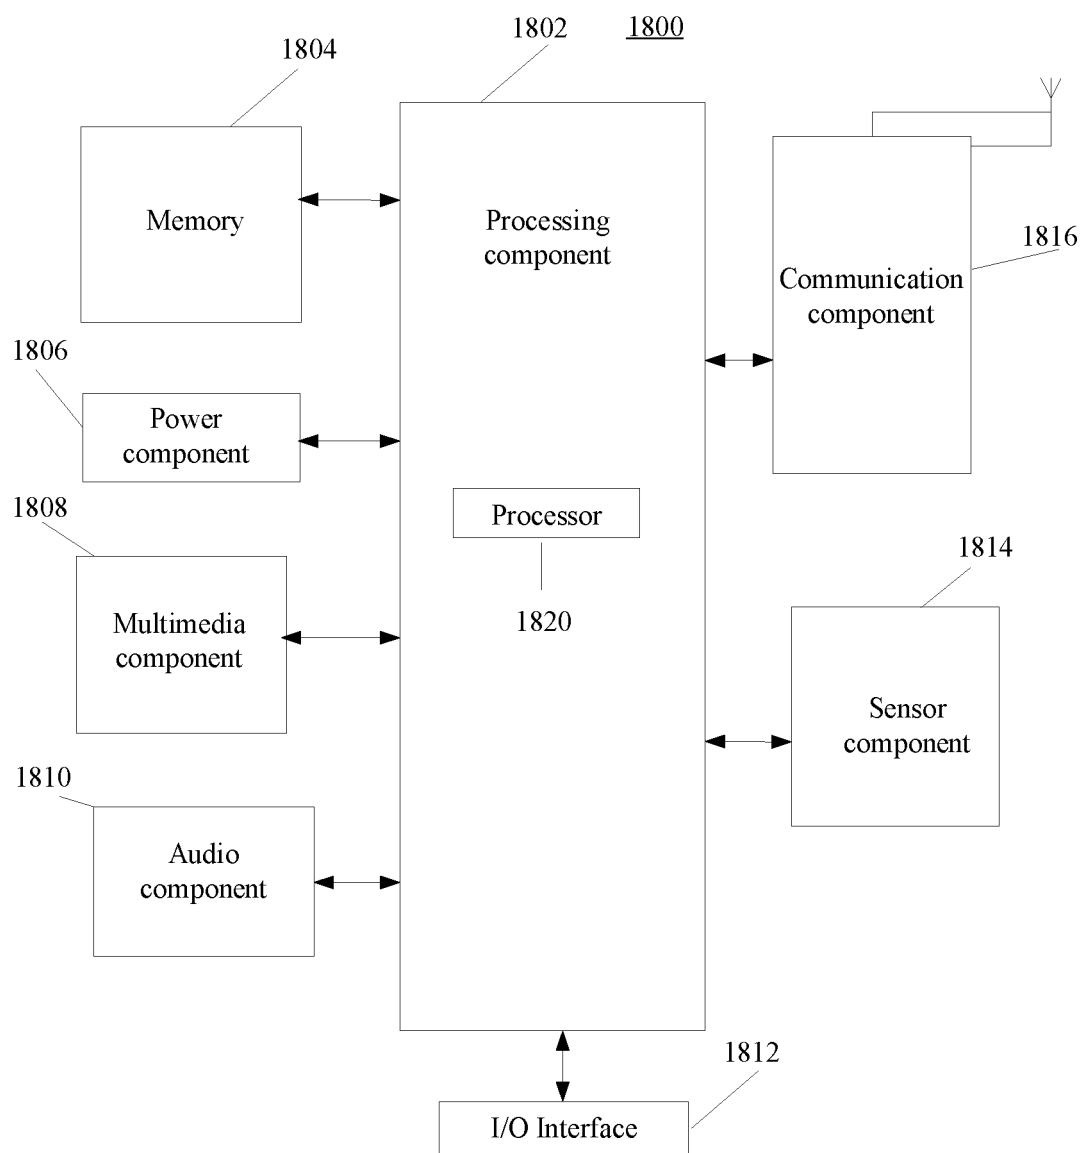 1804
1802
1800
Memory
Processing
component
1816
Communication
component
1806
Power
component
1808
Processor
1814
Multimedia
component
1820
Sensor
component
1810
Audio
component
1812
I/O Interface